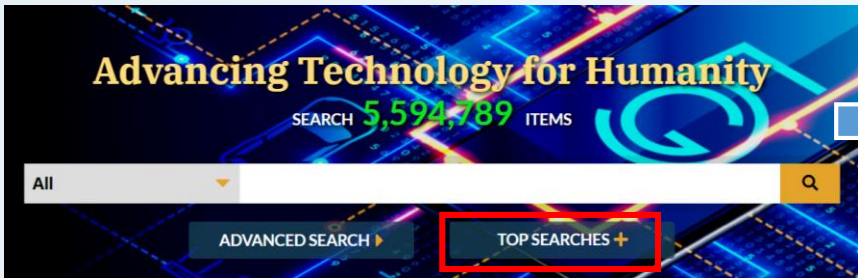 Advancing Technology for Humanity
SEARCH 5,594,789 ITEMS
All
ADVANCED SEARCH TOP SEARCHES +